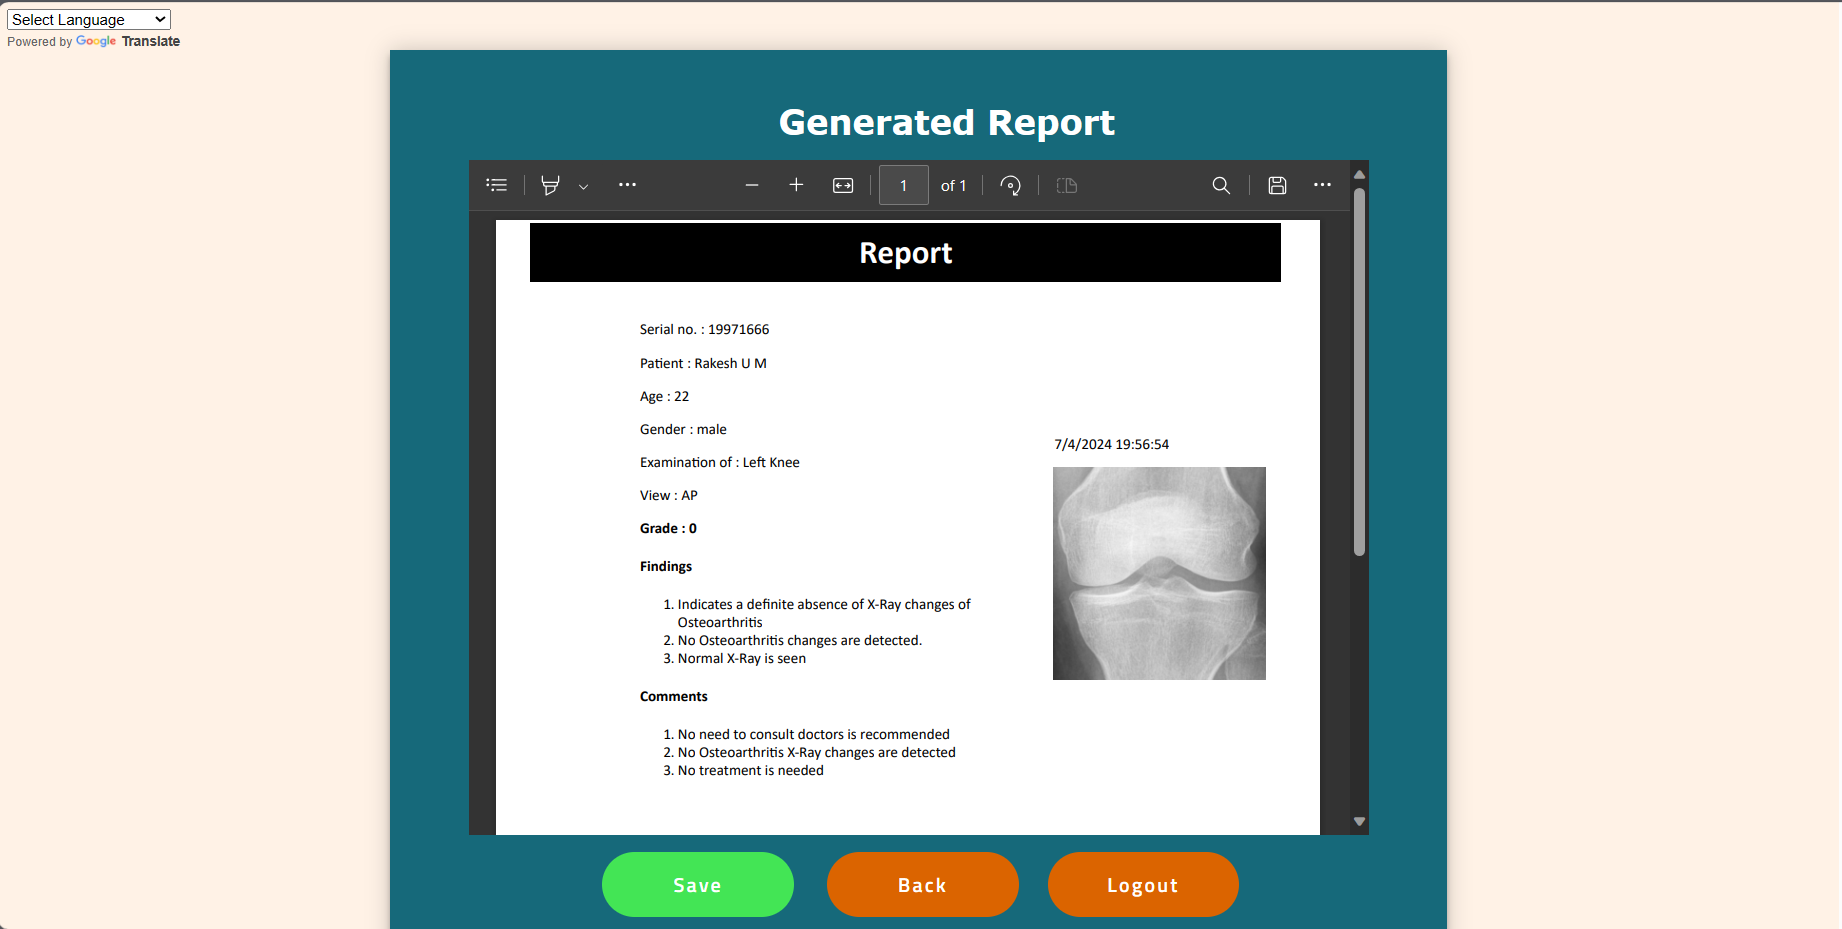 Select Language
Powered by Google Translate
Generated Report
1 of 1
Report
Serial no. : 19971666
Patient : Rakesh U M
Age : 22
Gender : male
7/4/2024 19:56:54
Examination of : Left Knee
View : AP
Grade : 0
Findings
1. Indicates a definite absence of X-Ray changes of
Osteoarthritis
2. No Osteoarthritis changes are detected.
3. Normal X-Ray is seen
Comments
1. No need to consult doctors is recommended
2. No Osteoarthritis X-Ray changes are detected
3. No treatment is needed
Save
Back
Logout